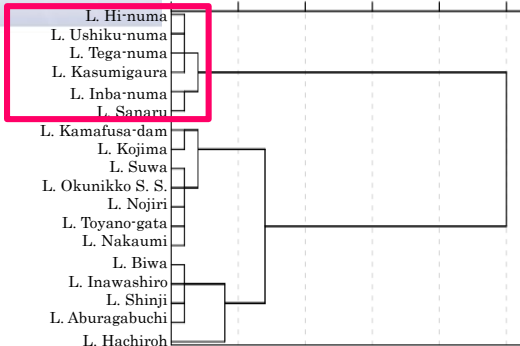 L. Hi-numa
L. Ushiku-numa
L. Tega-numa
L. Kasumigaura
L. Inba-numa
L. Sanaru
L. Kamafusa-dam
L. Kojima
L. Suwa
L. Okunikko S. S.
L. Nojiri
L. Toyano-gata
L. Nakaumi
L. Biwa
L. Inawashiro
L. Shinji
L. Aburagabuchi
L. Hachiroh